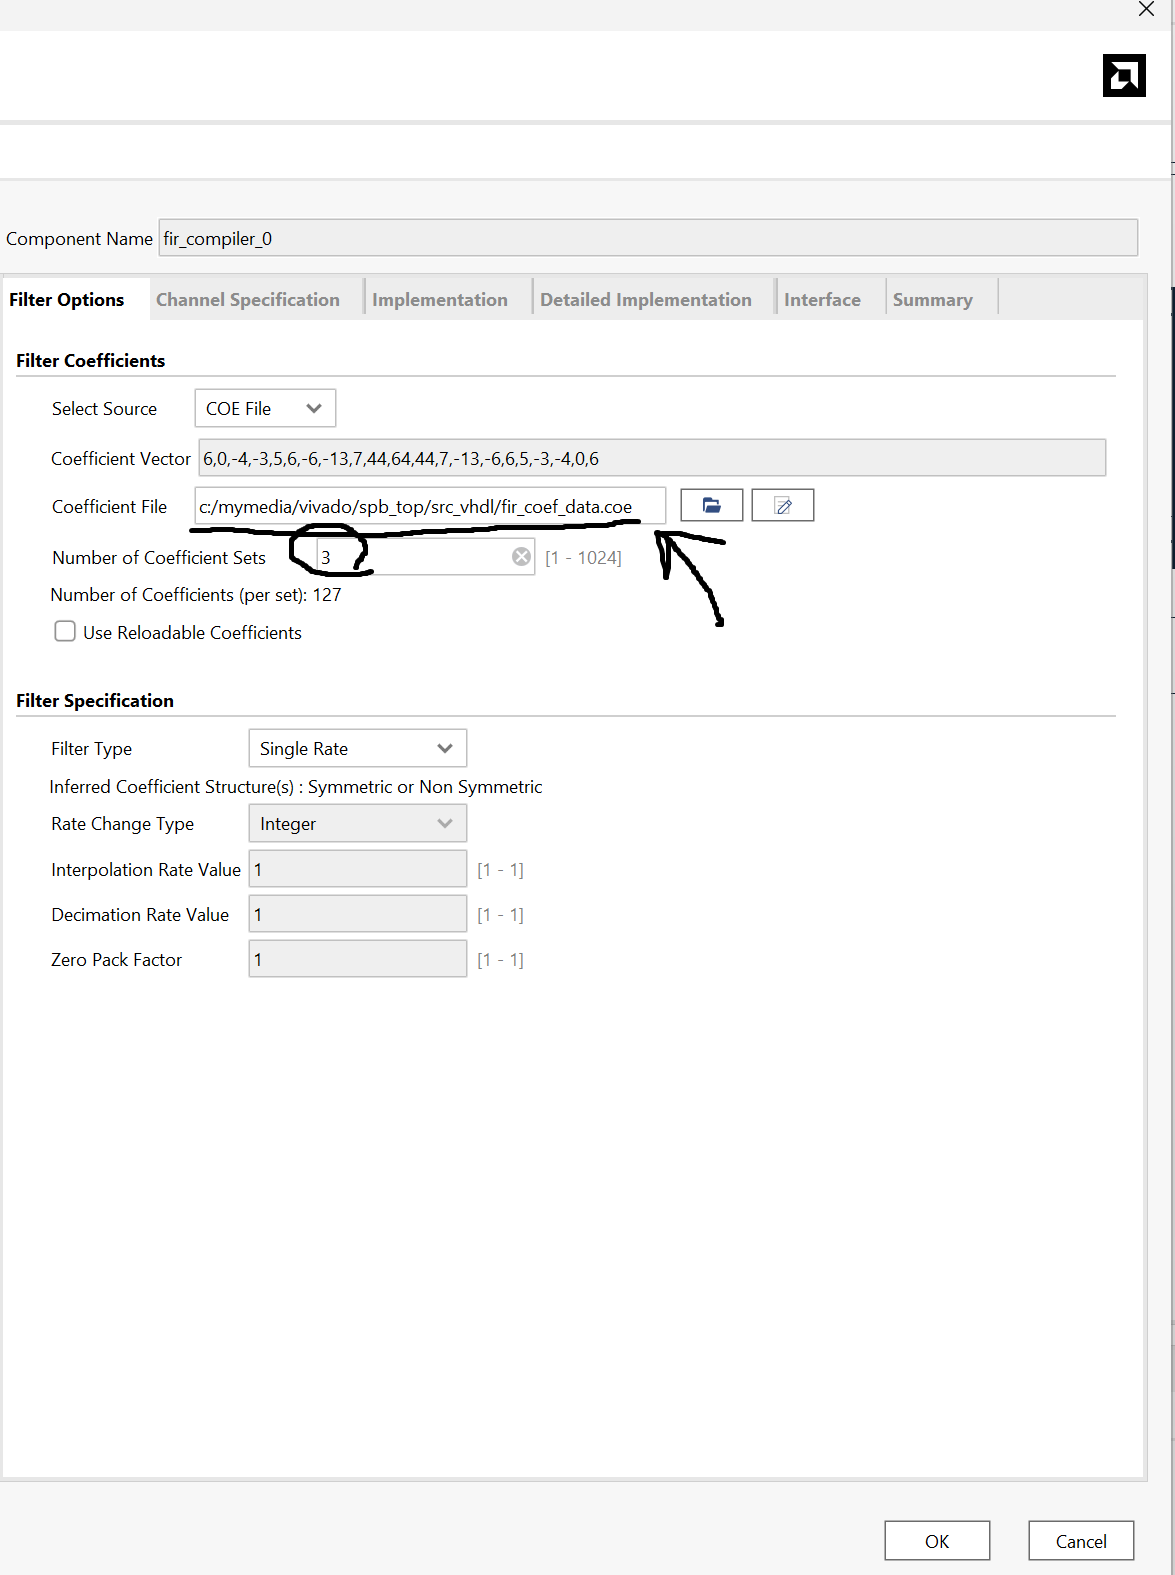 Component Name fir_compiler_0
Filter Options Channel Specification Implementation Detailed Implementation Interface Summary
Filter Coefficients
Select Source COE File
Coefficient Vector 6,0,-4,-3,5,6,-6,-13,7,44,64,44,7,-13,-6,6,5,-3,-4,0,6
Coefficient File c:/mymedia/vivado/spb_top/src_vhdl/fir_coef_data.coe
Number of Coefficient Sets 3 [1 - 1024]
Number of Coefficients (per set): 127
Use Reloadable Coefficients
Filter Specification
Filter Type Single Rate
Inferred Coefficient Structure(s) : Symmetric or Non Symmetric
Rate Change Type Integer
Interpolation Rate Value 1 [1 - 1]
Decimation Rate Value 1 [1 - 1]
Zero Pack Factor 1 [1 - 1]
OK Cancel